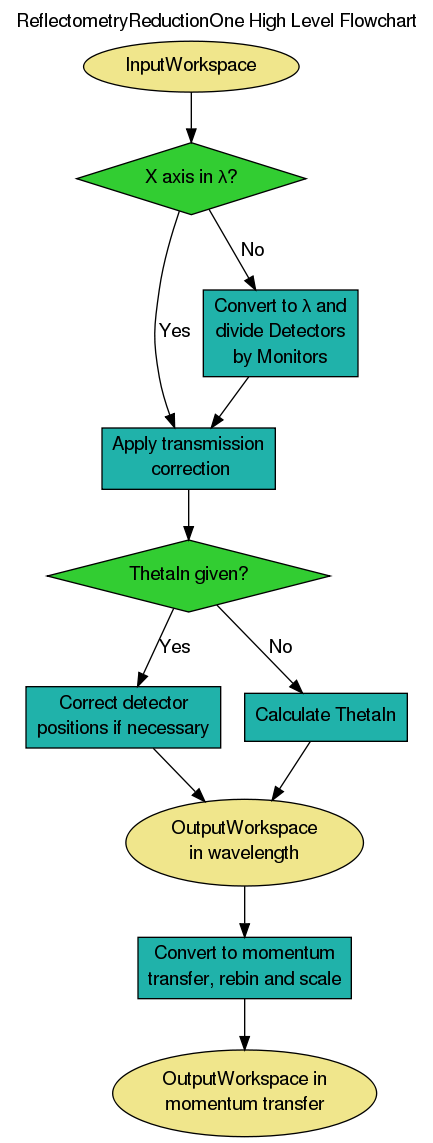 ReflectometryReductionOne High Level Flowchart
InputWorkspace
X axis in λ?
No
Convert to λ and
divide Detectors
by Monitors
Yes
Apply transmission
correction
ThetaIn given?
Yes
No
Correct detector
positions if necessary
Calculate ThetaIn
OutputWorkspace
in wavelength
Convert to momentum
transfer, rebin and scale
OutputWorkspace in
momentum transfer